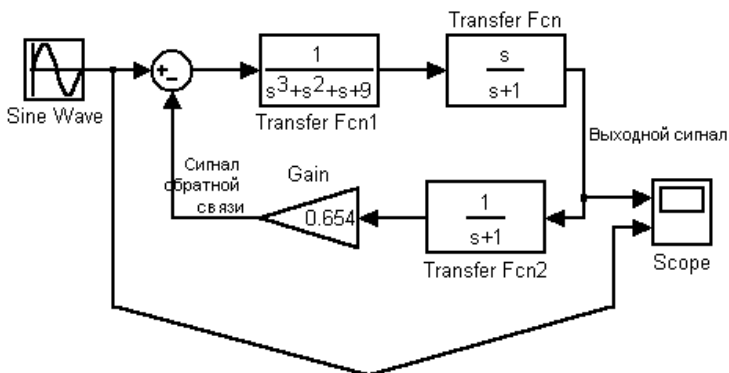 Transfer Fcn
1
s3+s2+s+9
s
s+1
+
-
Sine Wave
Transfer Fcn1
Выходной сигнал
Сигнал
обратной
связи
Gain
0.654
1
s+1
Transfer Fcn2
Scope